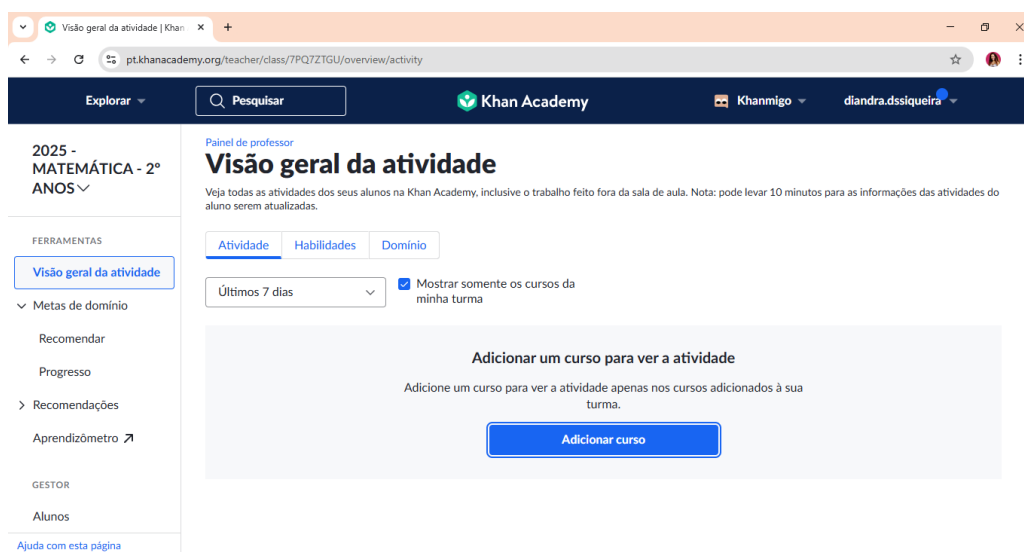 Visão geral da atividade | Khan
pt.khanacademy.org/teacher/class/7PQ7ZTGU/overview/activity
Explorar
Pesquisar
Khan Academy
Khanmigo
diandra.dssiqueira
2025 -
MATEMÁTICA - 2º
ANOS
FERRAMENTAS
Visão geral da atividade
Metas de domínio
Recomendar
Progresso
Recomendações
Aprendizômetro
GESTOR
Alunos
Ajuda com esta página
Painel de professor
Visão geral da atividade
Veja todas as atividades dos seus alunos na Khan Academy, inclusive o trabalho feito fora da sala de aula. Nota: pode levar 10 minutos para as informações das atividades do
aluno serem atualizadas.
Atividade Habilidades Domínio
Últimos 7 dias
Mostrar somente os cursos da
minha turma
Adicionar um curso para ver a atividade
Adicione um curso para ver a atividade apenas nos cursos adicionados à sua
turma.
Adicionar curso